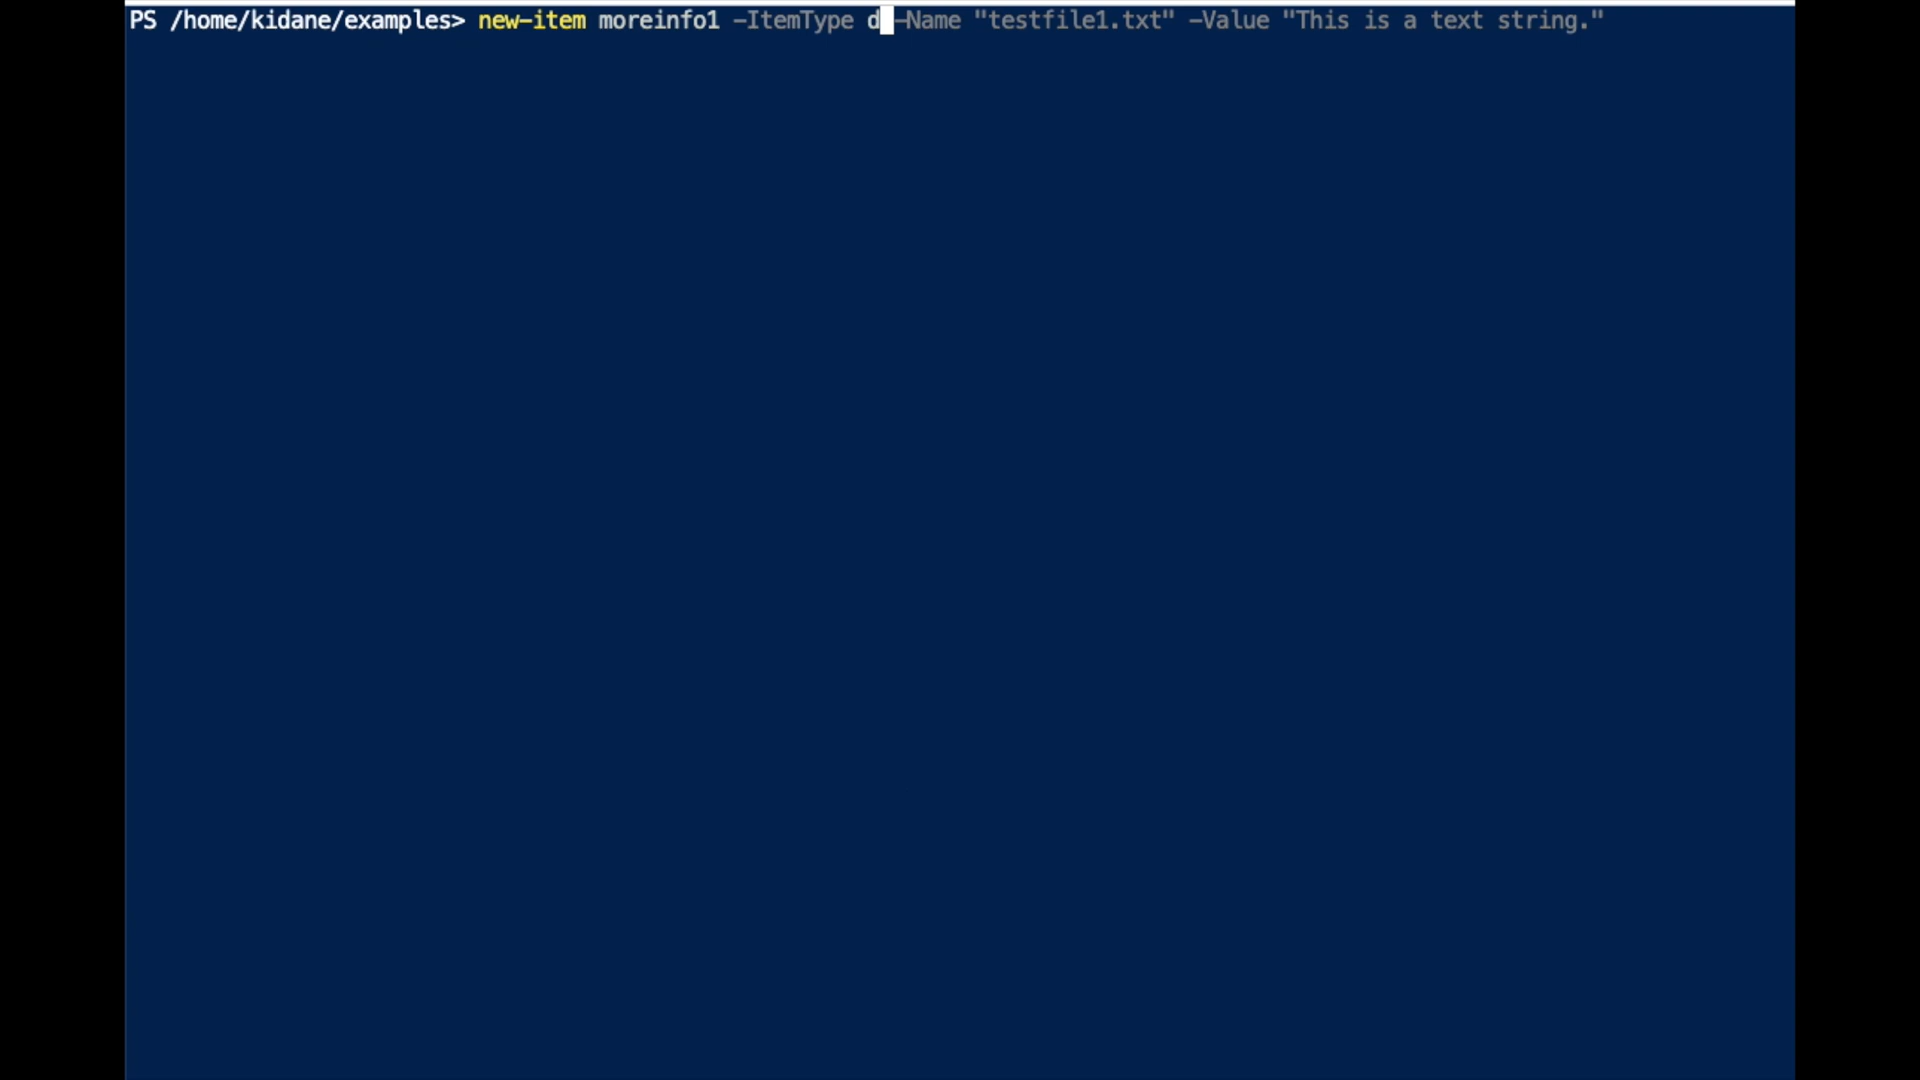 PS /home/kidane/examples> new-item moreinfo1 -ItemType d -Name "testfile1.txt" -Value "This is a text string."